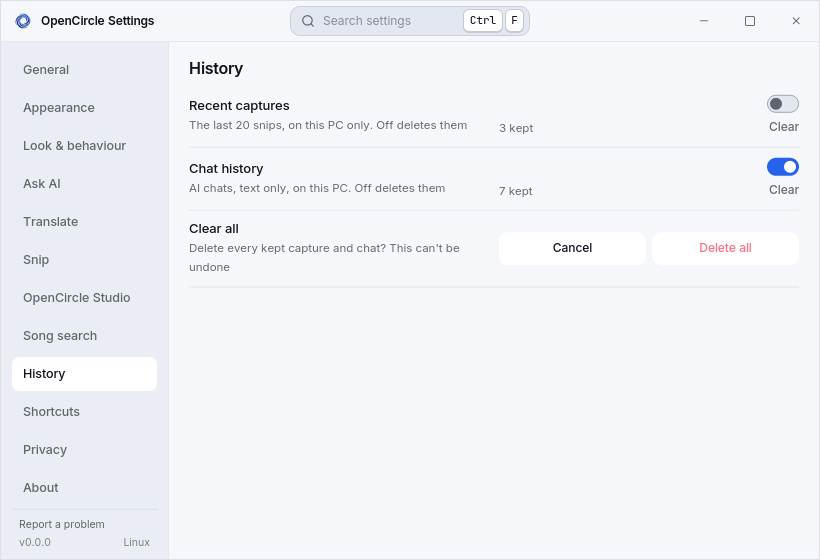 OpenCircle Settings
Search settings
Ctrl
F
General
Appearance
Look & behaviour
Ask AI
Translate
Snip
OpenCircle Studio
Song search
History
Shortcuts
Privacy
About
Report a problem
v0.0.0
Linux
History
Recent captures
The last 20 snips, on this PC only. Off deletes them
3 kept
Clear
Chat history
AI chats, text only, on this PC. Off deletes them
7 kept
Clear
Clear all
Delete every kept capture and chat? This can't be
undone
Cancel
Delete all